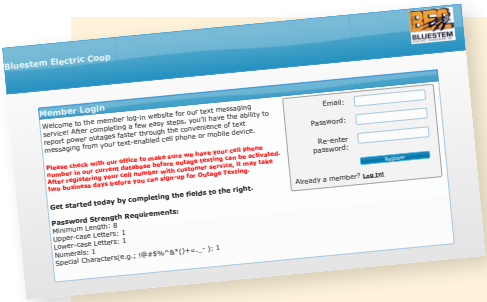 BEC
BLUESTEM
Bluestem Electric Coop
Member Login
Welcome to the member log-in website for our text messaging
service! After completing a few easy steps, you'll have the ability to
report power outages faster through the convenience of text
messaging from your text-enabled cell phone or mobile device.
Please check with our office to make sure we have your cell phone
number in our current database before outage texting can be activated.
After registering your cell number with customer service, it may take
two business days before you can sign-up for Outage Texting.
Get started today by completing the fields to the right.
Password Strength Requirements:
Minimum Length: 8
Upper-case Letters: 1
Lower-case Letters: 1
Numerals: 1
Special Characters(e.g.; !@#$%^&*()+=._- ): 1
Email:
Password:
Re-enter
password:
Register
Already a member? Log in!